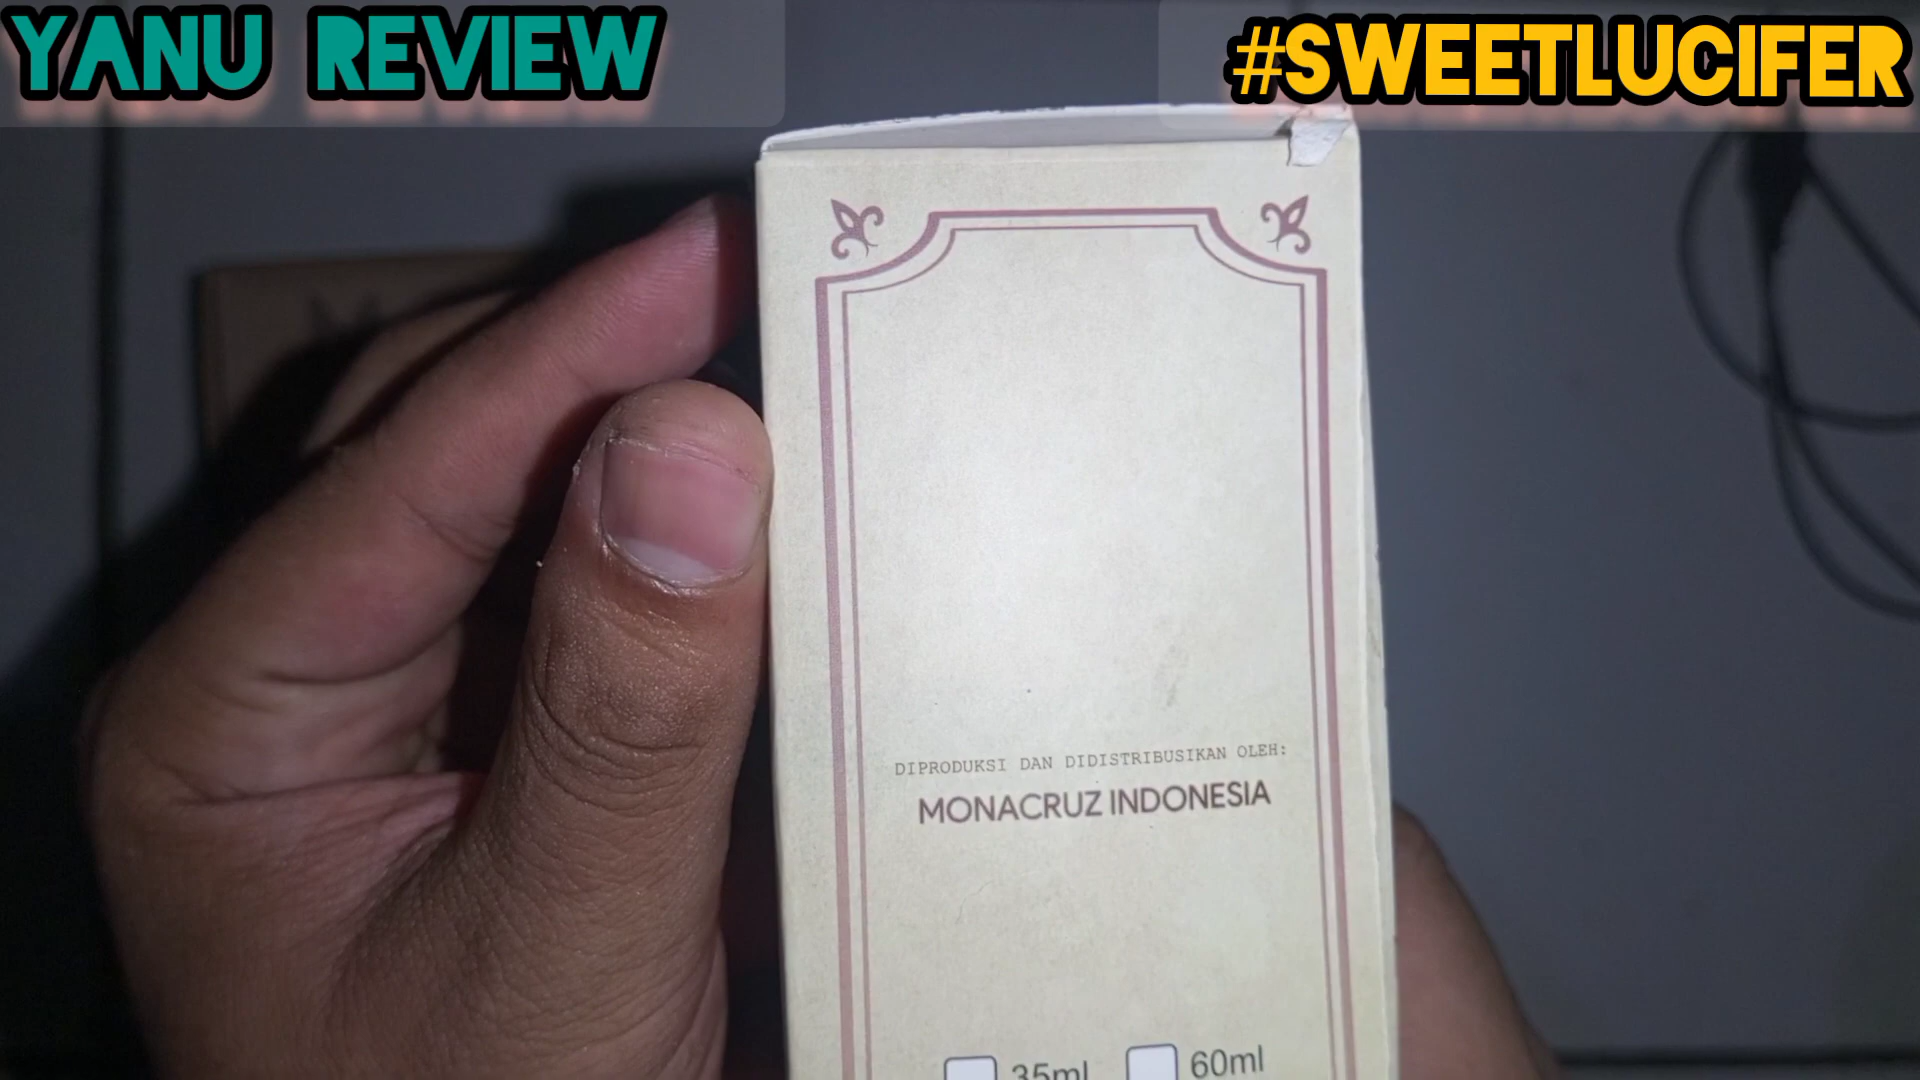 YANU REVIEW
#SWEETLUCIFER
DIPRODUKSI DAN DIDISTRIBUSIKAN OLEH:
MONACRUZ INDONESIA
35ml 60ml